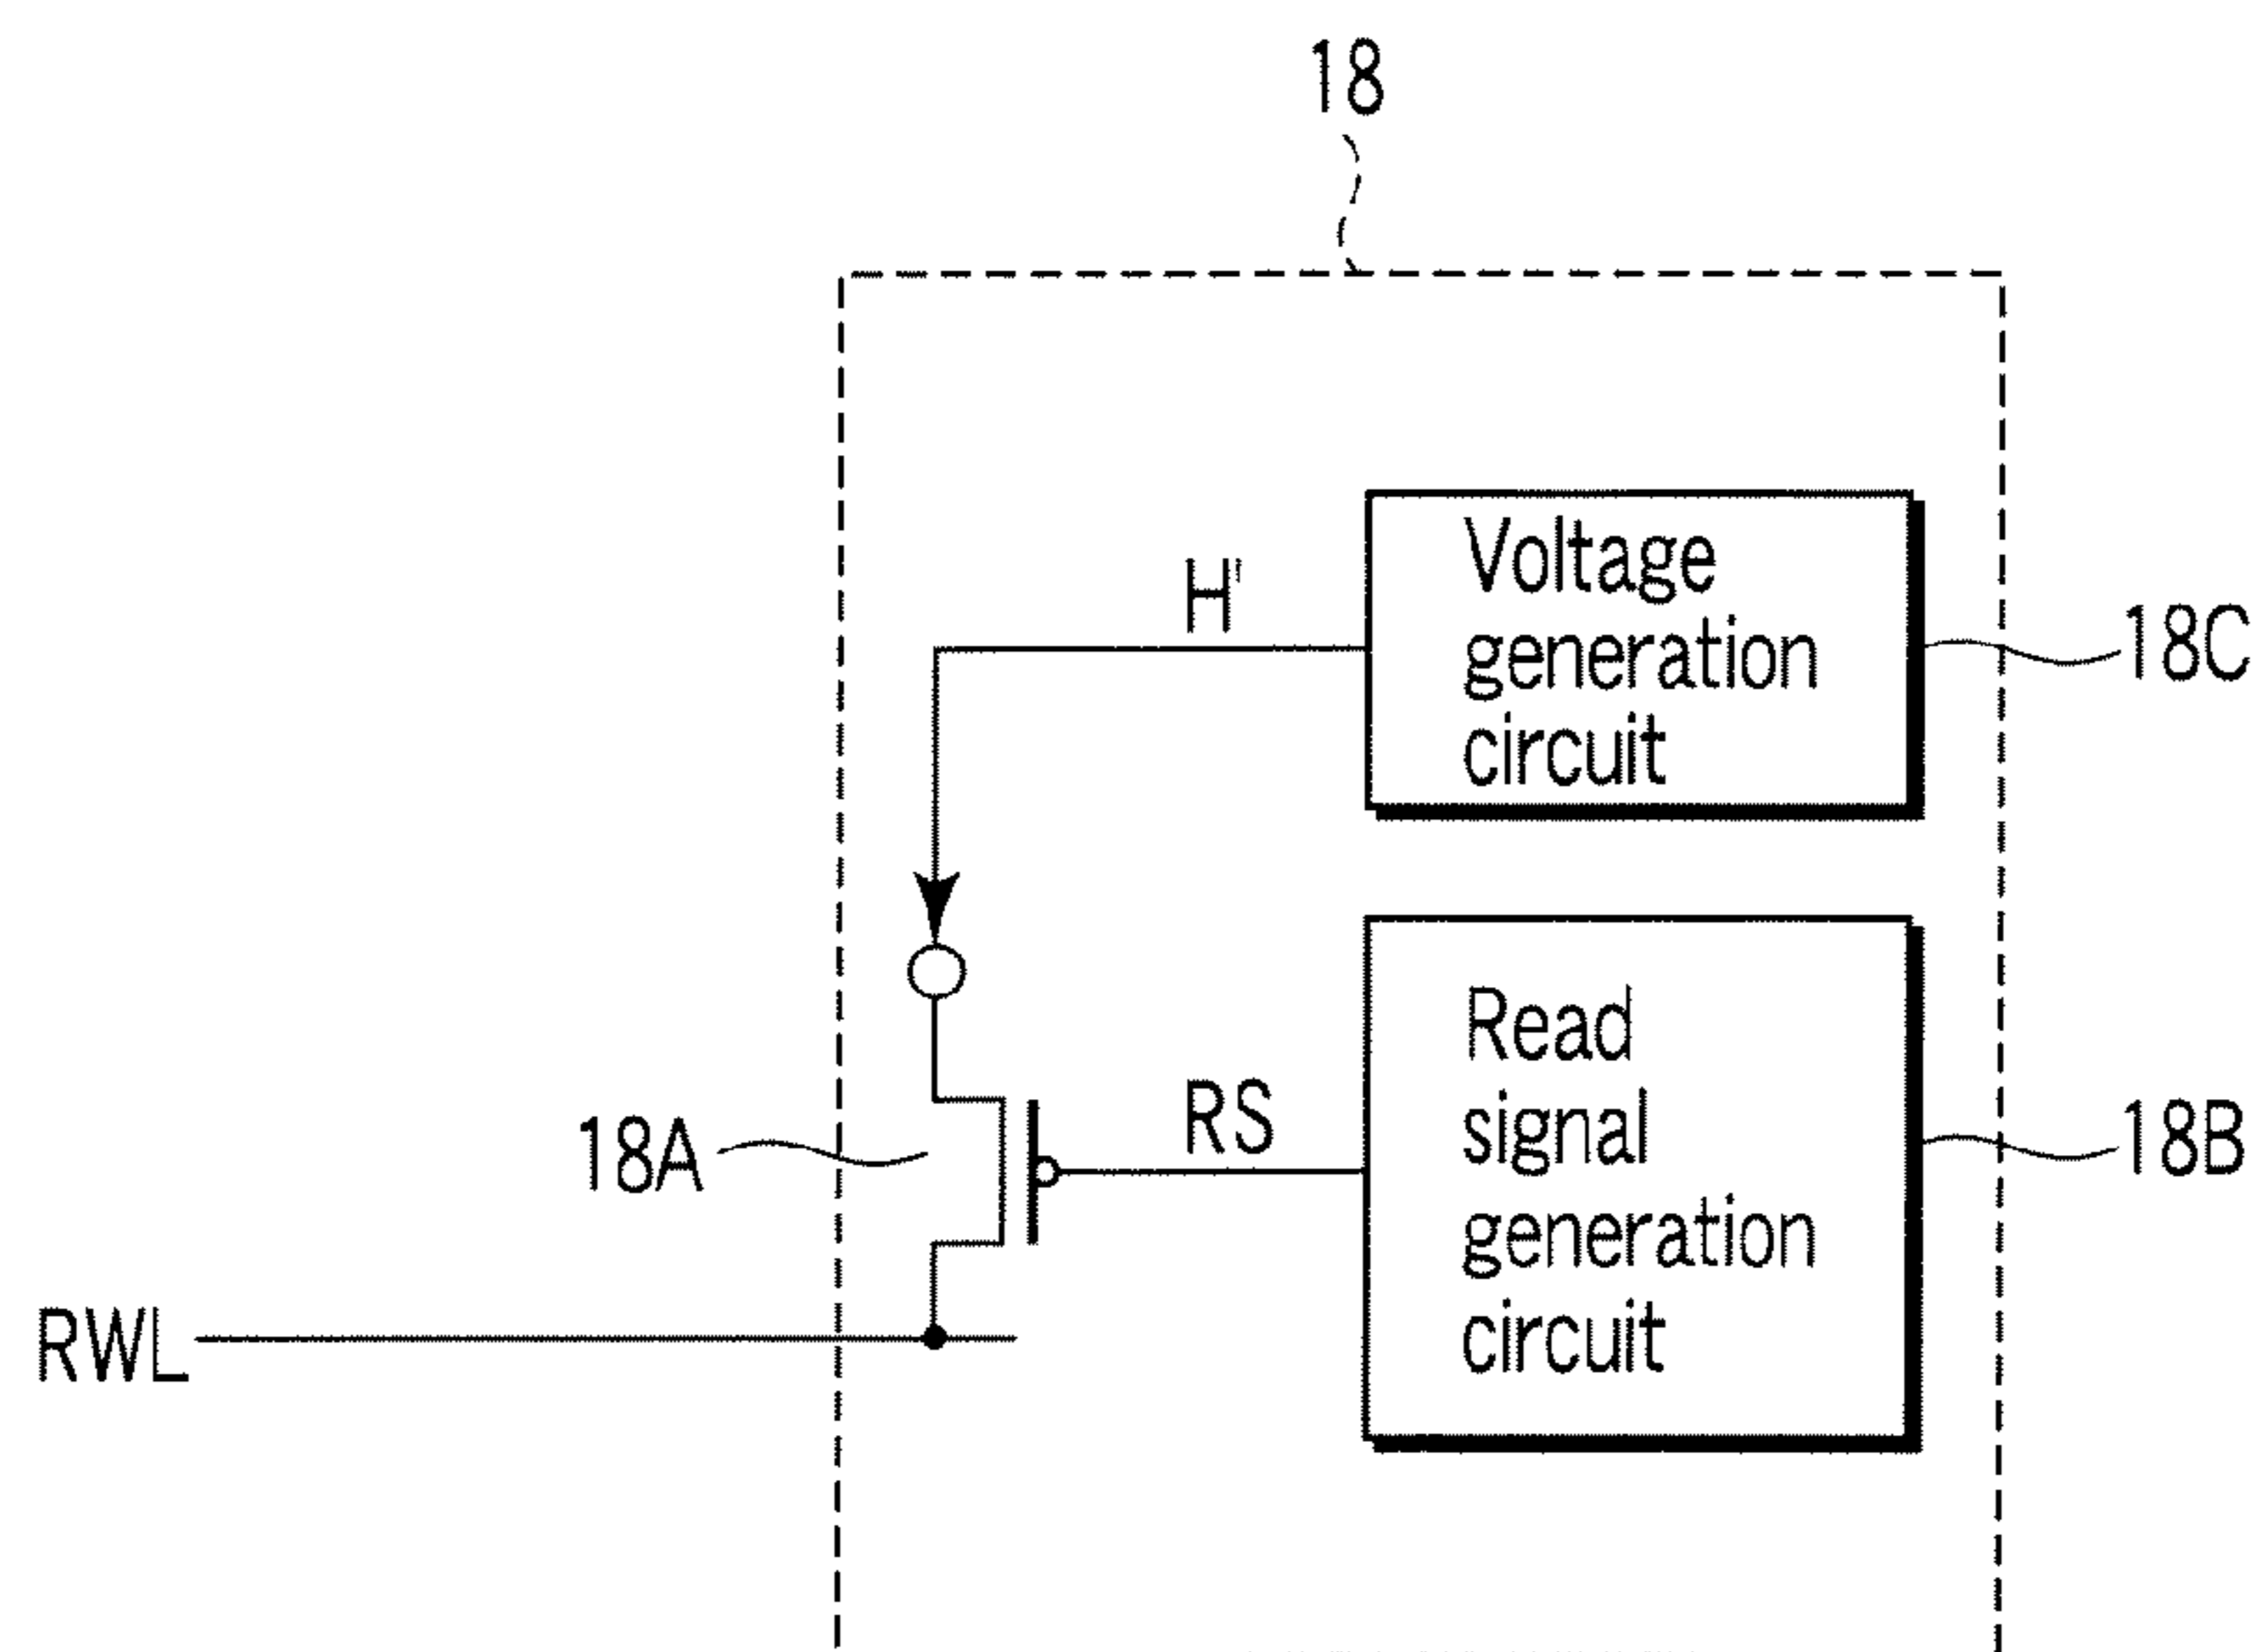 18
Voltage
generation
circuit
H'
18C
Read
signal
generation
circuit
RS
18A
18B
RWL